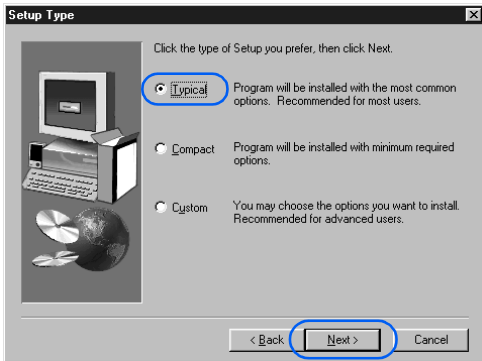 Setup Type
Click the type of Setup you prefer, then click Next.
Typical
Program will be installed with the most common
options. Recommended for most users.
Compact
Program will be installed with minimum required
options.
Custom
You may choose the options you want to install.
Recommended for advanced users.
< Back
Next >
Cancel